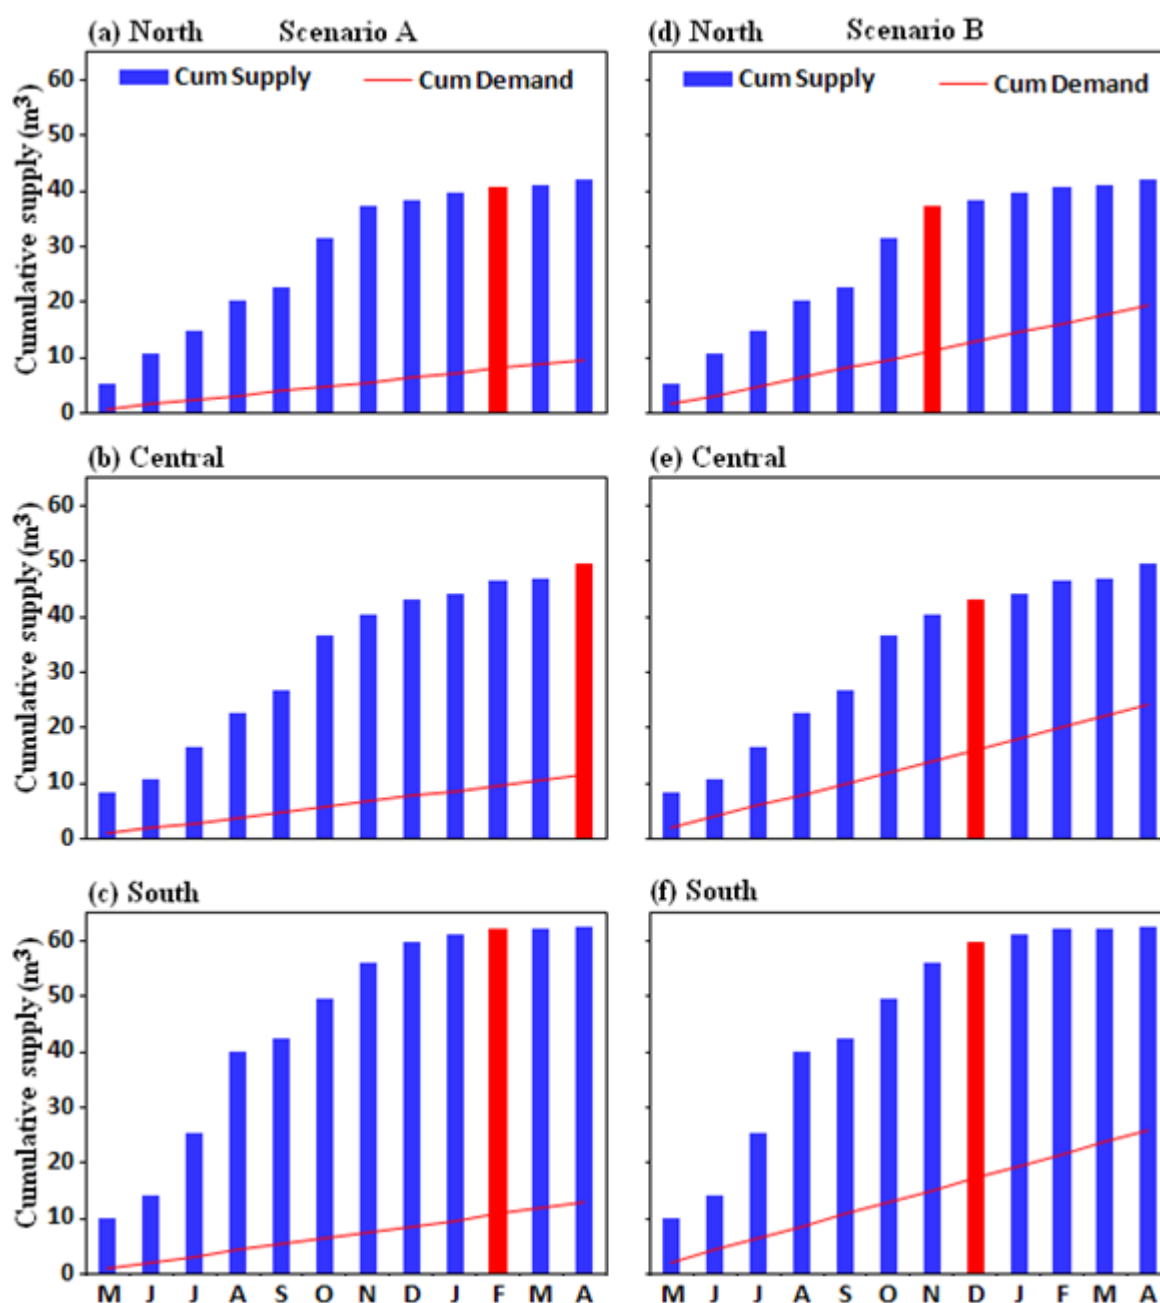 (a) North Scenario A
(d) North Scenario B
Cum Supply Cum Demand
Cum Supply Cum Demand
Cumulative supply (m³)
60
50
40
30
20
10
0
(b) Central
(e) Central
Cumulative supply (m³)
60
50
40
30
20
10
0
(c) South
(f) South
Cumulative supply (m³)
60
50
40
30
20
10
0
M J J A S O N D J F M A
M J J A S O N D J F M A